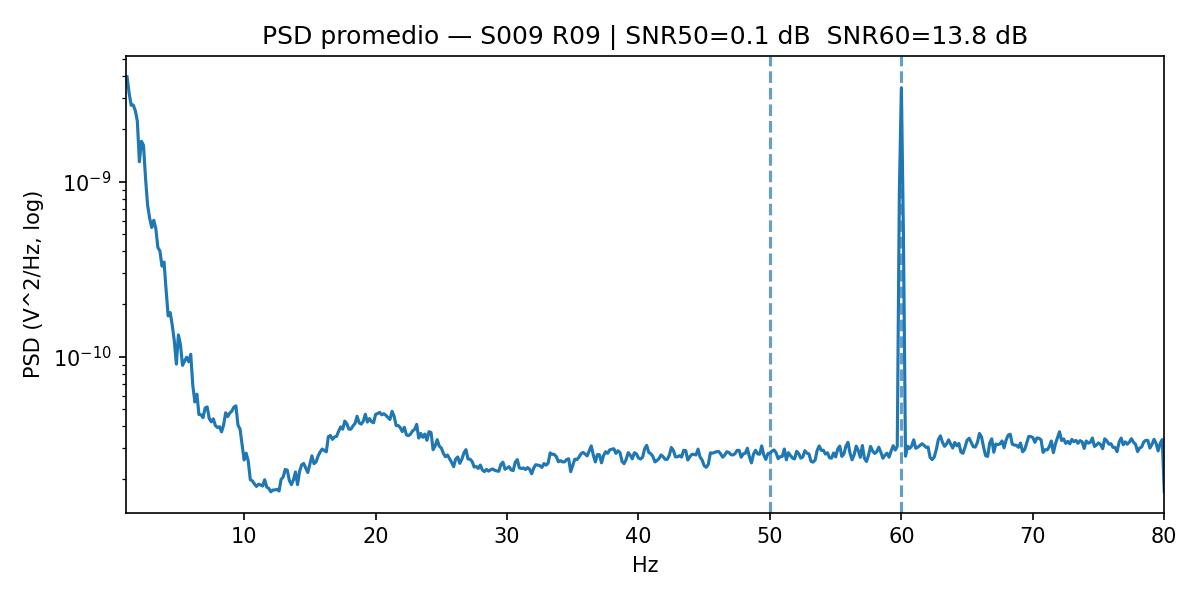 PSD promedio — S009 R09 | SNR50=0.1 dB  SNR60=13.8 dB
PSD (V^2/Hz, log)
10⁻⁹
10⁻¹⁰
10 20 30 40 50 60 70 80
Hz